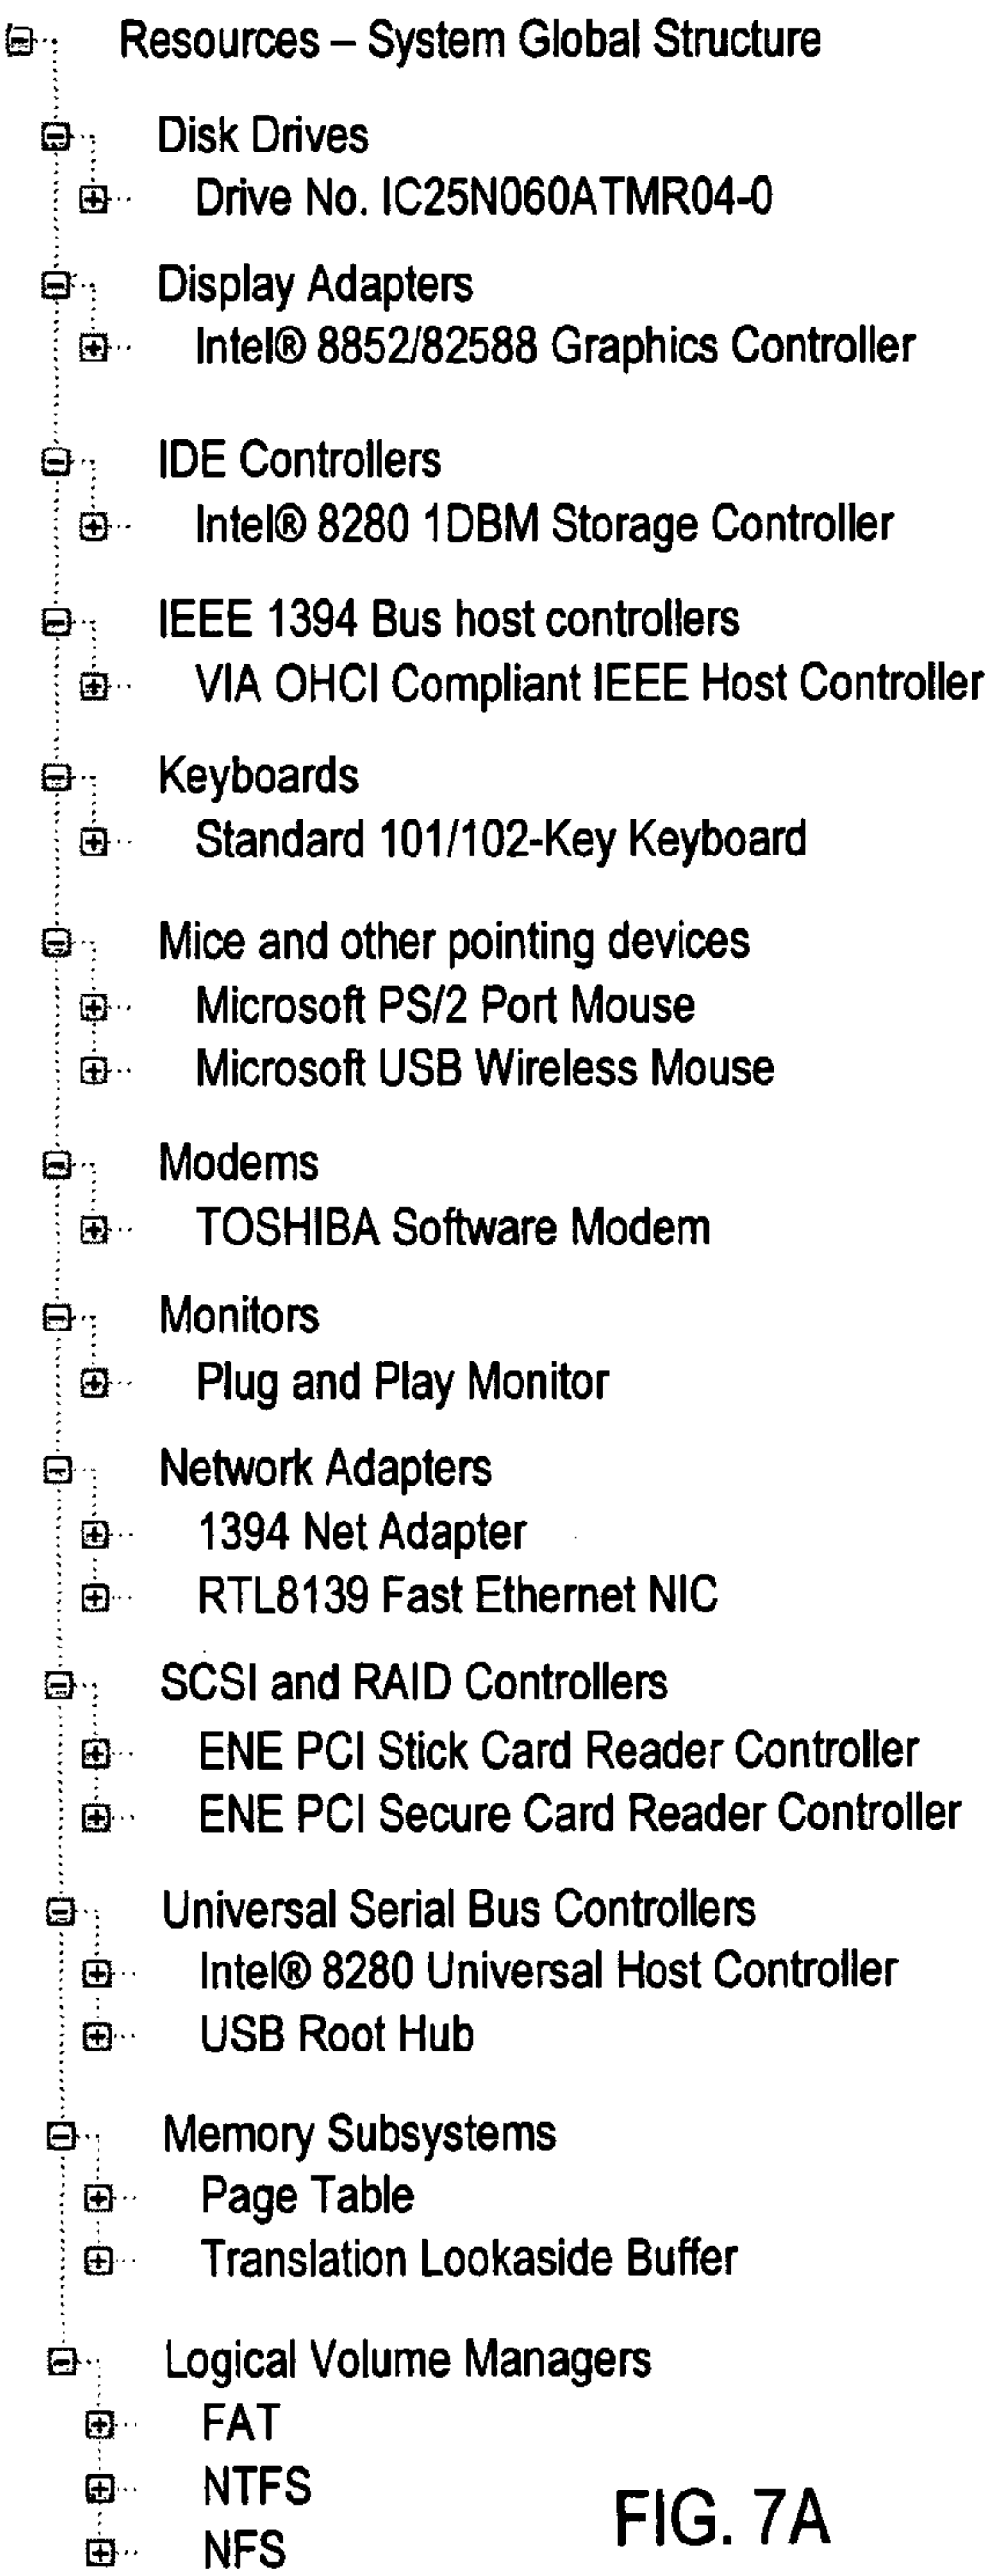 Resources – System Global Structure
Disk Drives
Drive No. IC25N060ATMR04-0
Display Adapters
Intel® 8852/82588 Graphics Controller
IDE Controllers
Intel® 8280 1DBM Storage Controller
IEEE 1394 Bus host controllers
VIA OHCI Compliant IEEE Host Controller
Keyboards
Standard 101/102-Key Keyboard
Mice and other pointing devices
Microsoft PS/2 Port Mouse
Microsoft USB Wireless Mouse
Modems
TOSHIBA Software Modem
Monitors
Plug and Play Monitor
Network Adapters
1394 Net Adapter
RTL8139 Fast Ethernet NIC
SCSI and RAID Controllers
ENE PCI Stick Card Reader Controller
ENE PCI Secure Card Reader Controller
Universal Serial Bus Controllers
Intel® 8280 Universal Host Controller
USB Root Hub
Memory Subsystems
Page Table
Translation Lookaside Buffer
Logical Volume Managers
FAT
NTFS
NFS
FIG. 7A